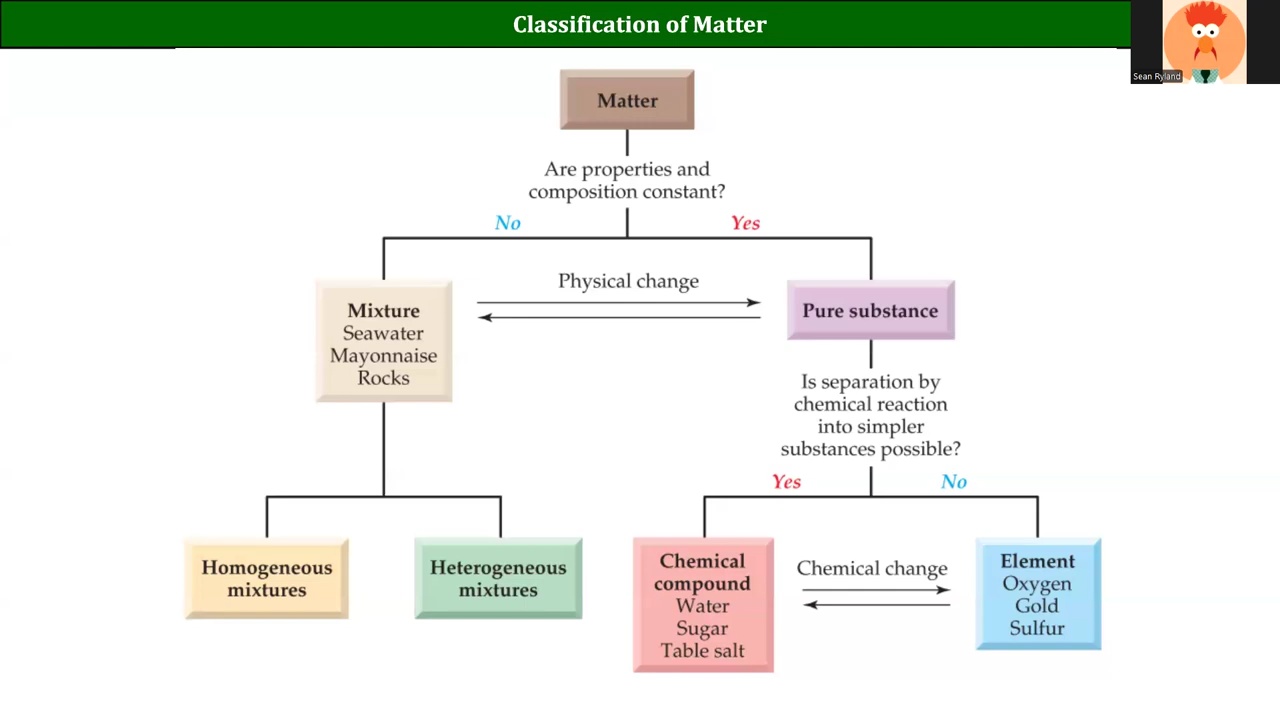 Classification of Matter
Sean Ryland
Matter
Are properties and
composition constant?
No
Yes
Physical change
Mixture
Seawater
Mayonnaise
Rocks
Pure substance
Is separation by
chemical reaction
into simpler
substances possible?
Yes
No
Homogeneous
mixtures
Heterogeneous
mixtures
Chemical
compound
Water
Sugar
Table salt
Chemical change
Element
Oxygen
Gold
Sulfur